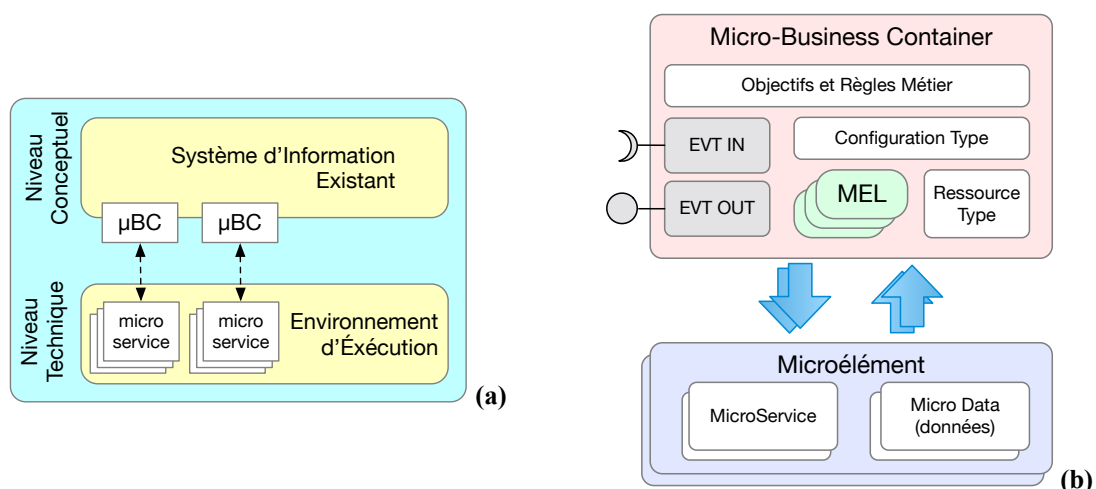 Niveau
Conceptuel
Système d'Information
Existant
µBC
µBC
Niveau
Technique
micro
service
micro
service
Environnement
d'Éxécution
(a)
Micro-Business Container
Objectifs et Règles Métier
EVT IN
Configuration Type
EVT OUT
MEL
Ressource
Type
Microélément
MicroService
Micro Data
(données)
(b)